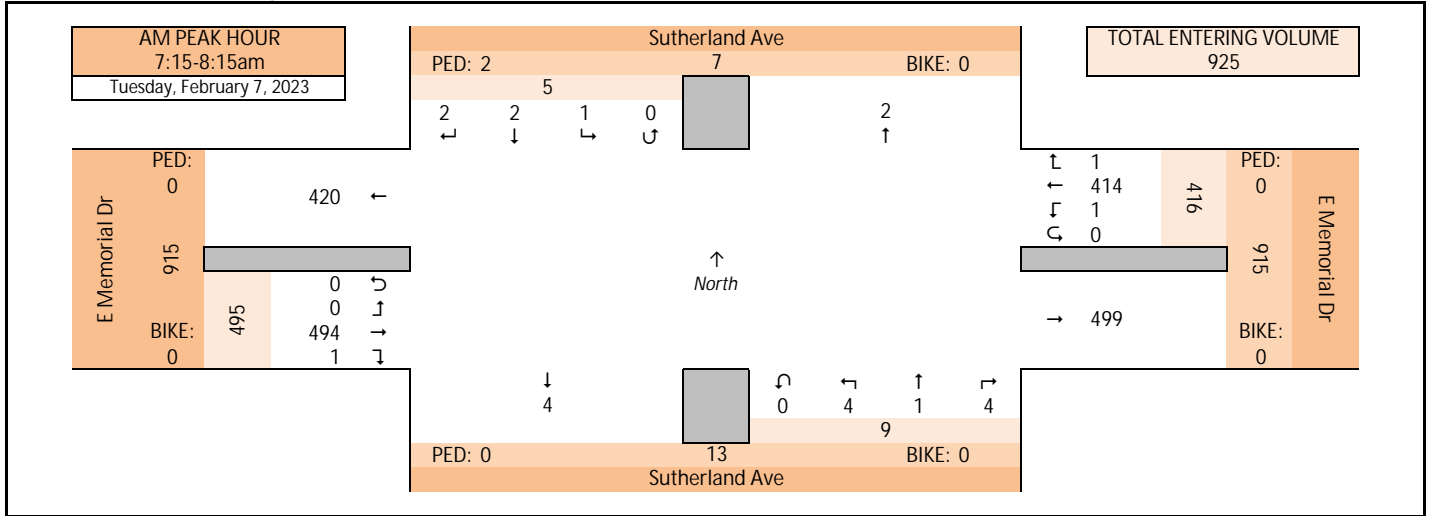 AM PEAK HOUR
7:15-8:15am
Tuesday, February 7, 2023
Sutherland Ave
PED: 2 7 BIKE: 0
5
2 2 1 0
↵ ↓ ↳ ↺
2
↑
TOTAL ENTERING VOLUME
925
E Memorial Dr
PED:
0
915
BIKE:
0
420 ←
495
0 ↺
0 ↰
494 →
1 ↴
↑
North
↱ 1
← 414
↲ 1
↺ 0
416
→ 499
PED:
0
915
BIKE:
0
E Memorial Dr
↓
4
↺ ↰ ↑ ↱
0 4 1 4
9
PED: 0 13 BIKE: 0
Sutherland Ave